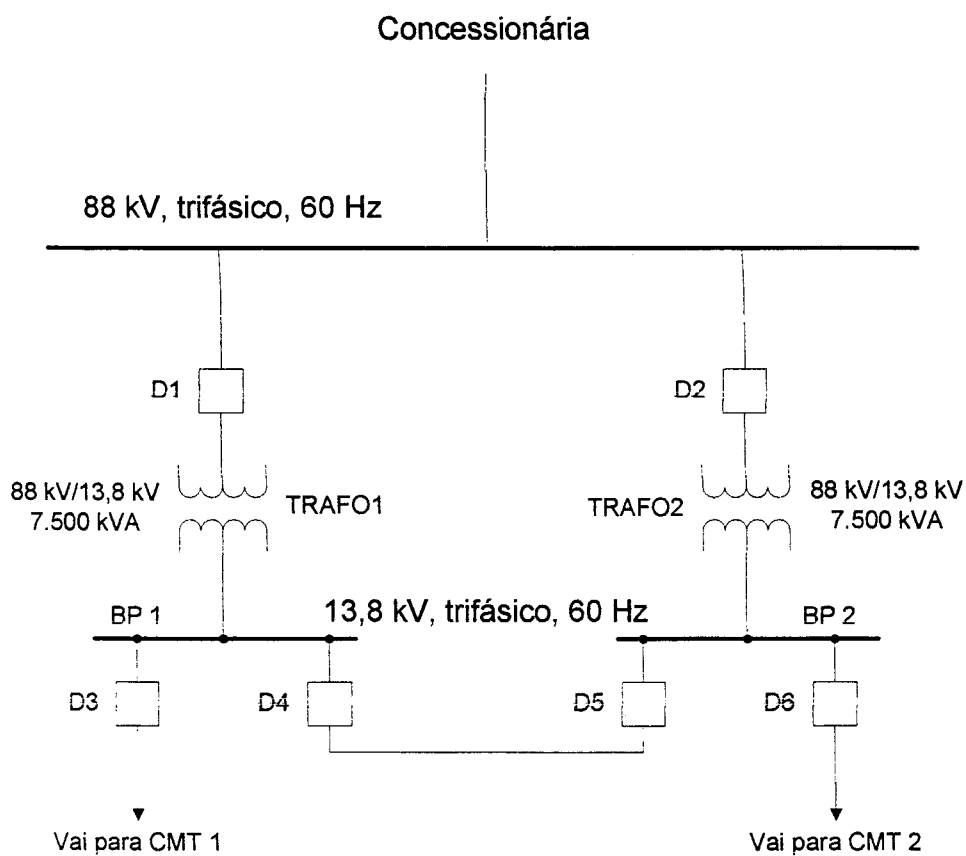 Concessionária
88 kV, trifásico, 60 Hz
D1
D2
88 kV/13,8 kV
7.500 kVA
TRAFO1
TRAFO2
88 kV/13,8 kV
7.500 kVA
BP 1
13,8 kV, trifásico, 60 Hz
BP 2
D3
D4
D5
D6
Vai para CMT 1
Vai para CMT 2